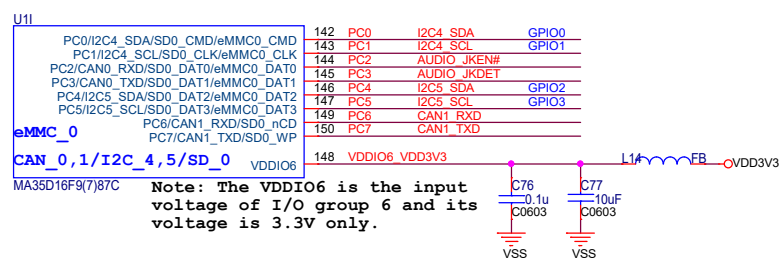 U1I
PC0/I2C4_SDA/SD0_CMD/eMMC0_CMD 142 PC0 I2C4_SDA GPIO0
PC1/I2C4_SCL/SD0_CLK/eMMC0_CLK 143 PC1 I2C4_SCL GPIO1
PC2/CAN0_RXD/SD0_DAT0/eMMC0_DAT0 144 PC2 AUDIO_JKEN#
PC3/CAN0_TXD/SD0_DAT1/eMMC0_DAT1 145 PC3 AUDIO_JKDET
PC4/I2C5_SDA/SD0_DAT2/eMMC0_DAT2 146 PC4 I2C5_SDA GPIO2
PC5/I2C5_SCL/SD0_DAT3/eMMC0_DAT3 147 PC5 I2C5_SCL GPIO3
PC6/CAN1_RXD/SD0_nCD 149 PC6 CAN1_RXD
PC7/CAN1_TXD/SD0_WP 150 PC7 CAN1_TXD
eMMC_0
CAN_0,1/I2C_4,5/SD_0 VDDIO6 148 VDDIO6_VDD3V3 L14 FB VDD3V3
MA35D16F9(7)87C
Note: The VDDIO6 is the input
voltage of I/O group 6 and its
voltage is 3.3V only.
C76 C77
0.1u 10uF
C0603 C0603
VSS VSS